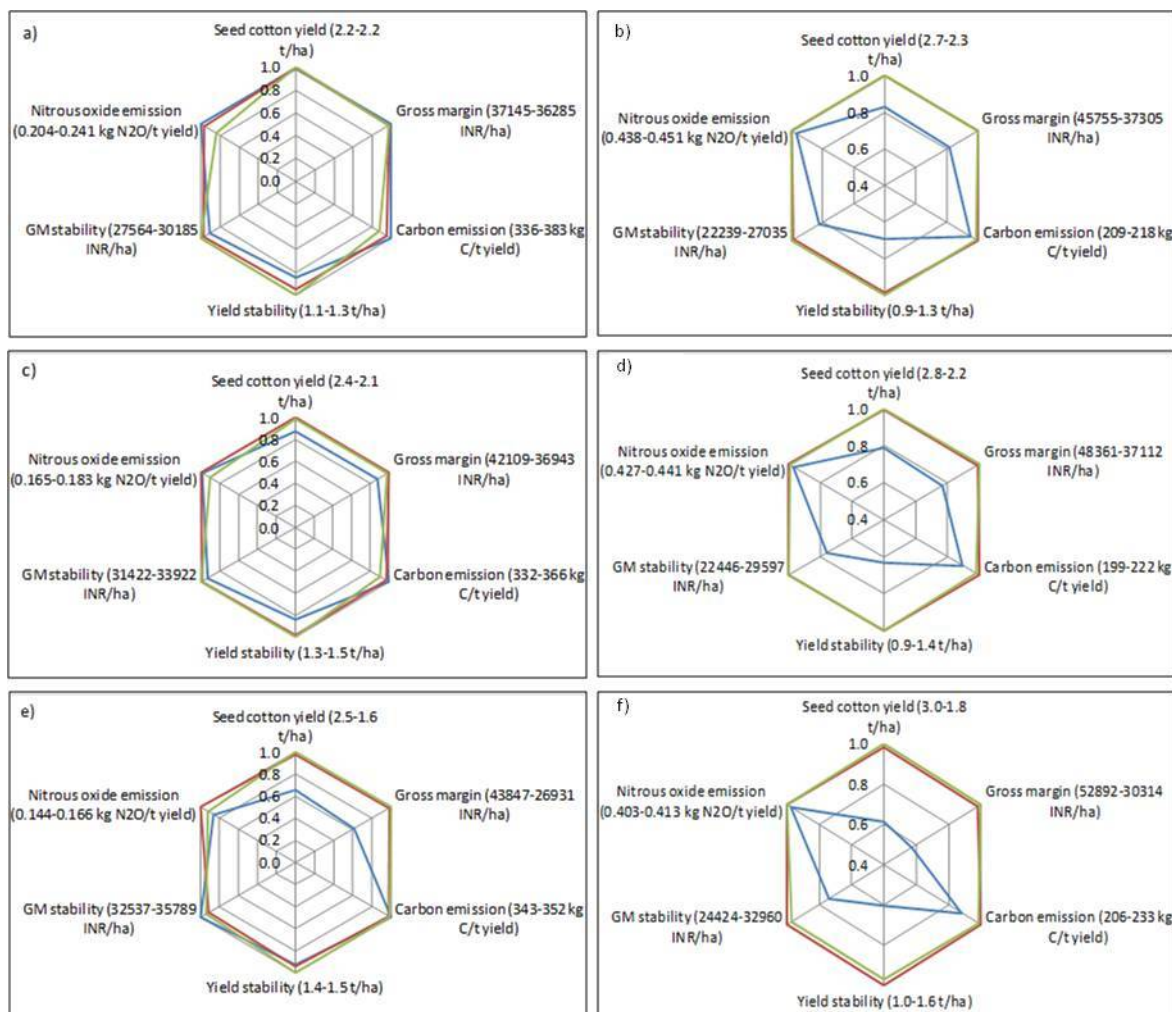 a)
Seed cotton yield (2.2-2.2
t/ha)
1.0
0.8
0.6
0.4
0.2
0.0
Gross margin (37145-36285
INR/ha)
Carbon emission (336-383 kg
C/t yield)
Yield stability (1.1-1.3 t/ha)
GM stability (27564-30185
INR/ha)
Nitrous oxide emission
(0.204-0.241 kg N2O/t yield)
b)
Seed cotton yield (2.7-2.3
t/ha)
1.0
0.8
0.6
0.4
Gross margin (45755-37305
INR/ha)
Carbon emission (209-218 kg
C/t yield)
Yield stability (0.9-1.3 t/ha)
GM stability (22239-27035
INR/ha)
Nitrous oxide emission
(0.438-0.451 kg N2O/t yield)
c)
Seed cotton yield (2.4-2.1
t/ha)
1.0
0.8
0.6
0.4
0.2
0.0
Gross margin (42109-36943
INR/ha)
Carbon emission (332-366 kg
C/t yield)
Yield stability (1.3-1.5 t/ha)
GM stability (31422-33922
INR/ha)
Nitrous oxide emission
(0.165-0.183 kg N2O/t yield)
d)
Seed cotton yield (2.8-2.2
t/ha)
1.0
0.8
0.6
0.4
Gross margin (48361-37112
INR/ha)
Carbon emission (199-222 kg
C/t yield)
Yield stability (0.9-1.4 t/ha)
GM stability (22446-29597
INR/ha)
Nitrous oxide emission
(0.427-0.441 kg N2O/t yield)
e)
Seed cotton yield (2.5-1.6
t/ha)
1.0
0.8
0.6
0.4
0.2
0.0
Gross margin (43847-26931
INR/ha)
Carbon emission (343-352 kg
C/t yield)
Yield stability (1.4-1.5 t/ha)
GM stability (32537-35789
INR/ha)
Nitrous oxide emission
(0.144-0.166 kg N2O/t yield)
f)
Seed cotton yield (3.0-1.8
t/ha)
1.0
0.8
0.6
0.4
Gross margin (52892-30314
INR/ha)
Carbon emission (206-233 kg
C/t yield)
Yield stability (1.0-1.6 t/ha)
GM stability (24424-32960
INR/ha)
Nitrous oxide emission
(0.403-0.413 kg N2O/t yield)